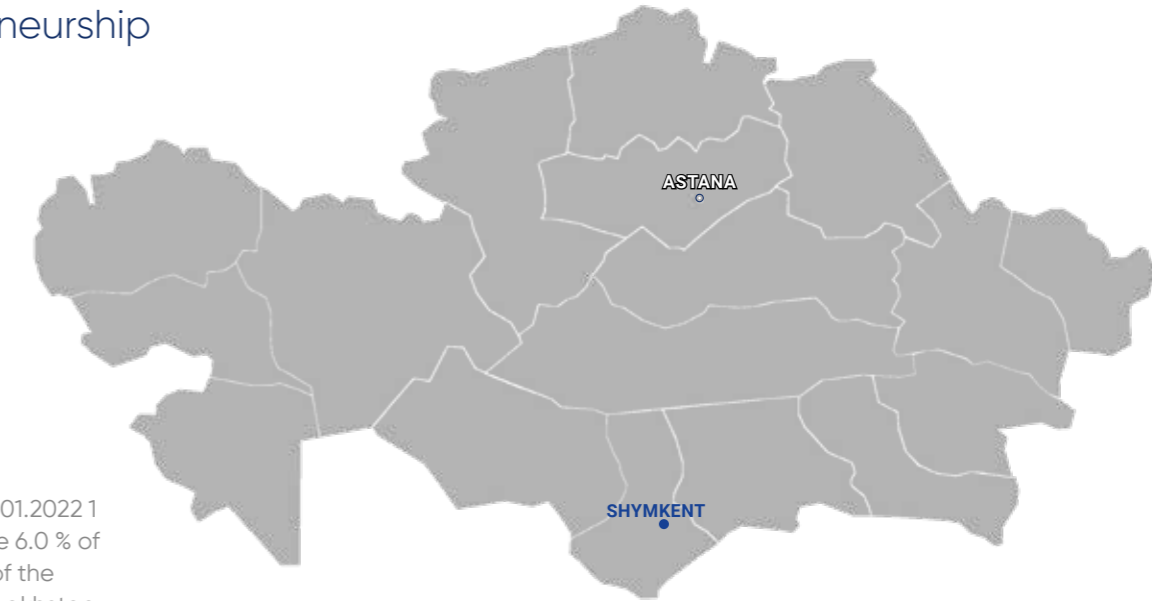 neurship
ASTANA
SHYMKENT
01.2022 1
e 6.0 % of
of the